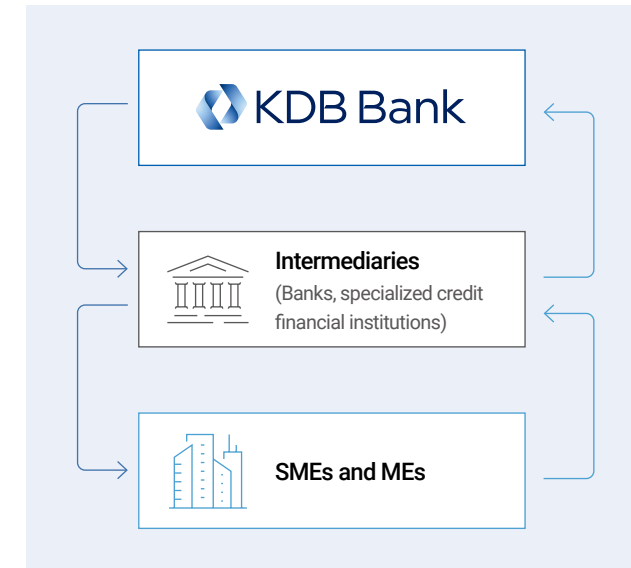 KDB Bank
Intermediaries
(Banks, specialized credit
financial institutions)
SMEs and MEs